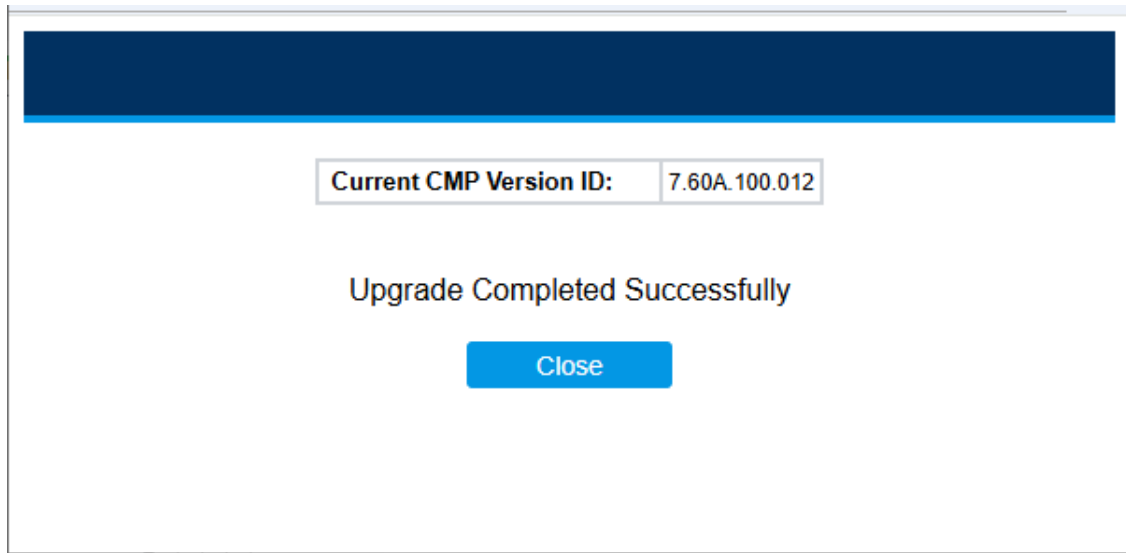 Current CMP Version ID: 7.60A.100.012
Upgrade Completed Successfully
Close